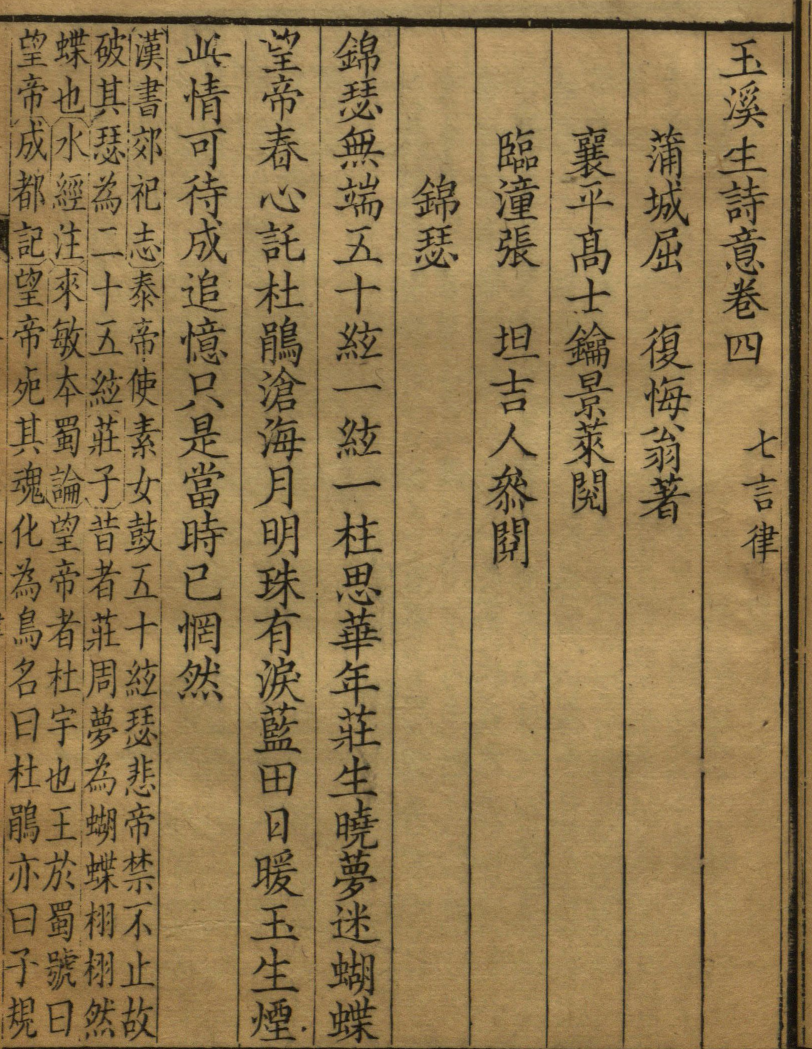 玉溪生詩意卷四 七言律
蒲城屈 復悔翁著
襄平高士鑰景萊閱
臨潼張 坦吉人叅閱
錦瑟
錦瑟無端五十絃一絃一柱思華年莊生曉夢迷蝴蝶
望帝春心託杜鵑滄海月明珠有淚藍田日暖玉生煙
此情可待成追憶只是當時已惘然
漢書郊祀志泰帝使素女鼓五十絃瑟悲帝禁不止故
破其瑟為二十五絃莊子昔者莊周夢為蝴蝶栩栩然
蝶也水經注來敏本蜀論望帝者杜宇也王於蜀號曰
望帝成都記望帝死其魂化為鳥名曰杜鵑亦曰子規